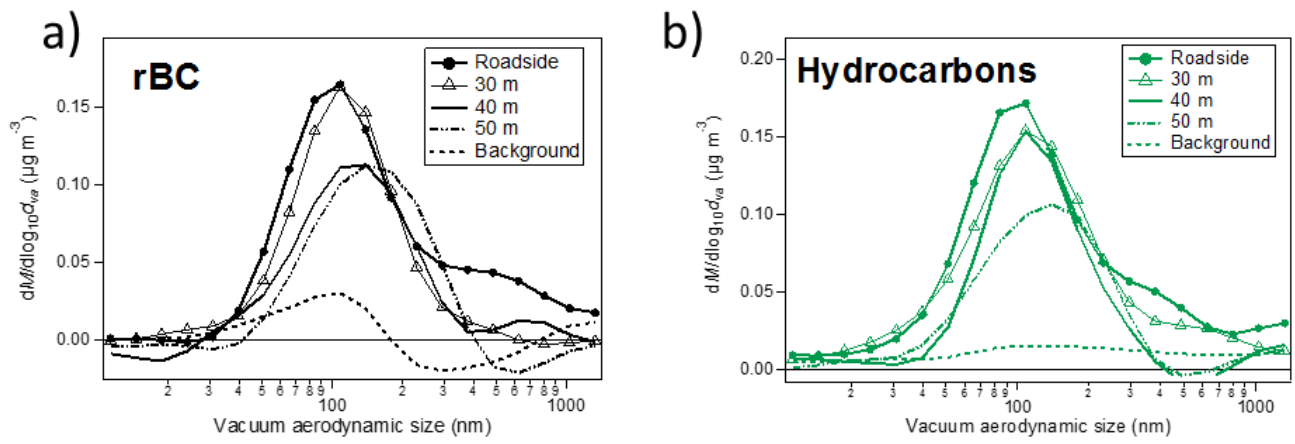 a)
rBC
Roadside
30 m
40 m
50 m
Background
0.15
0.10
0.05
0.00
dM/dlog10dva (µg m-3)
2 3 4 5 6 7 8 9 100 2 3 4 5 6 7 8 9 1000
Vacuum aerodynamic size (nm)
b)
Hydrocarbons
Roadside
30 m
40 m
50 m
Background
0.20
0.15
0.10
0.05
0.00
dM/dlog10dva (µg m-3)
2 3 4 5 6 7 8 9 100 2 3 4 5 6 7 8 9 1000
Vacuum aerodynamic size (nm)